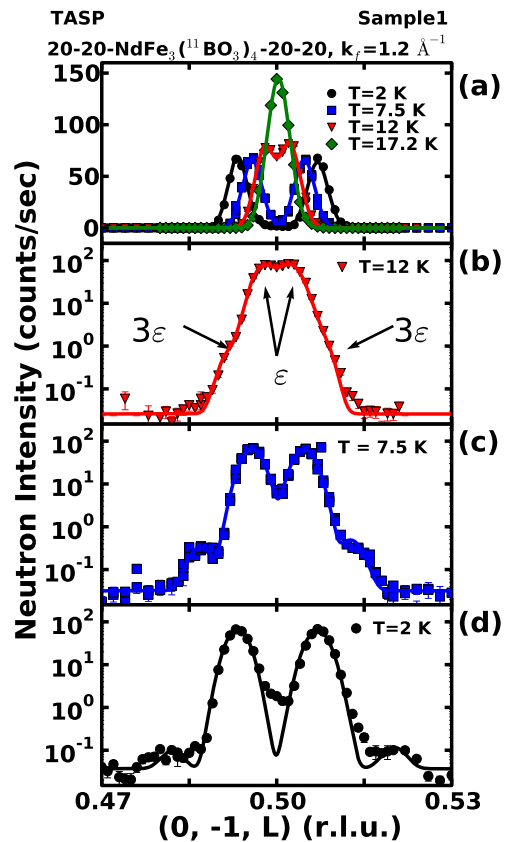 TASP Sample1
20-20-NdFe₃(¹¹BO₃)₄-20-20, k_f=1.2 Å⁻¹
150
100
50
0
T=2 K
T=7.5 K
T=12 K
T=17.2 K
(a)
10²
10¹
10⁰
10⁻¹
T=12 K
3ε
ε
3ε
(b)
10²
10¹
10⁰
10⁻¹
T = 7.5 K
(c)
10²
10¹
10⁰
10⁻¹
T=2 K
(d)
Neutron Intensity (counts/sec)
0.47 0.50 0.53
(0, -1, L) (r.l.u.)